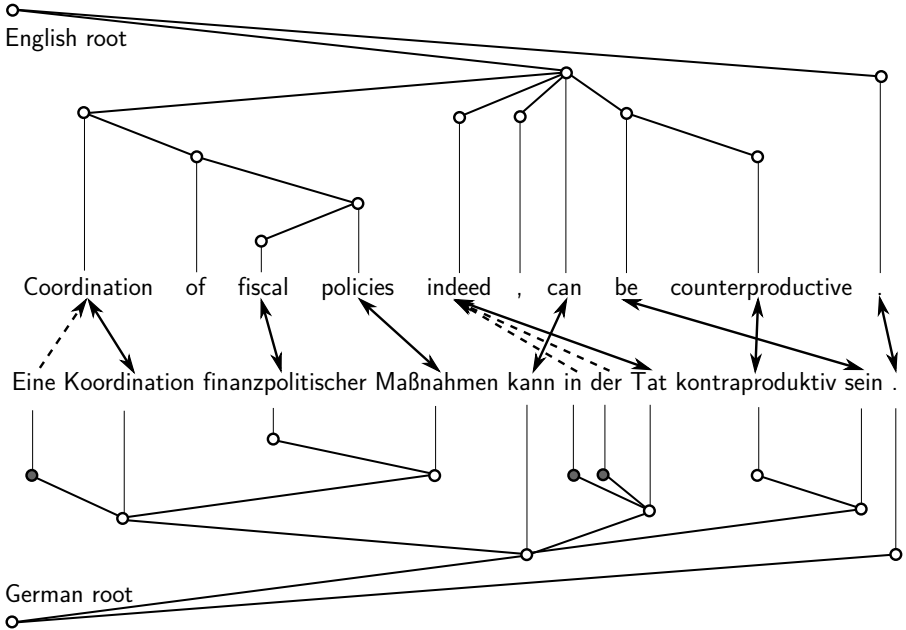 English root
Coordination of fiscal policies indeed , can be counterproductive .
Eine Koordination finanzpolitischer Maßnahmen kann in der Tat kontraproduktiv sein .
German root